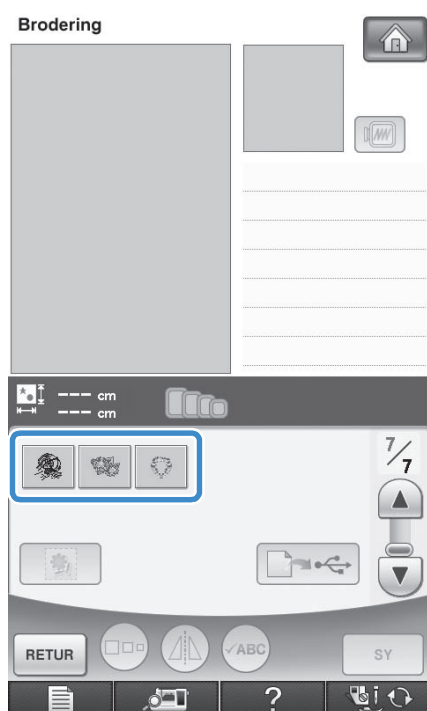 Brodering
--- cm
--- cm
7/7
RETUR
✓ABC
SY
?